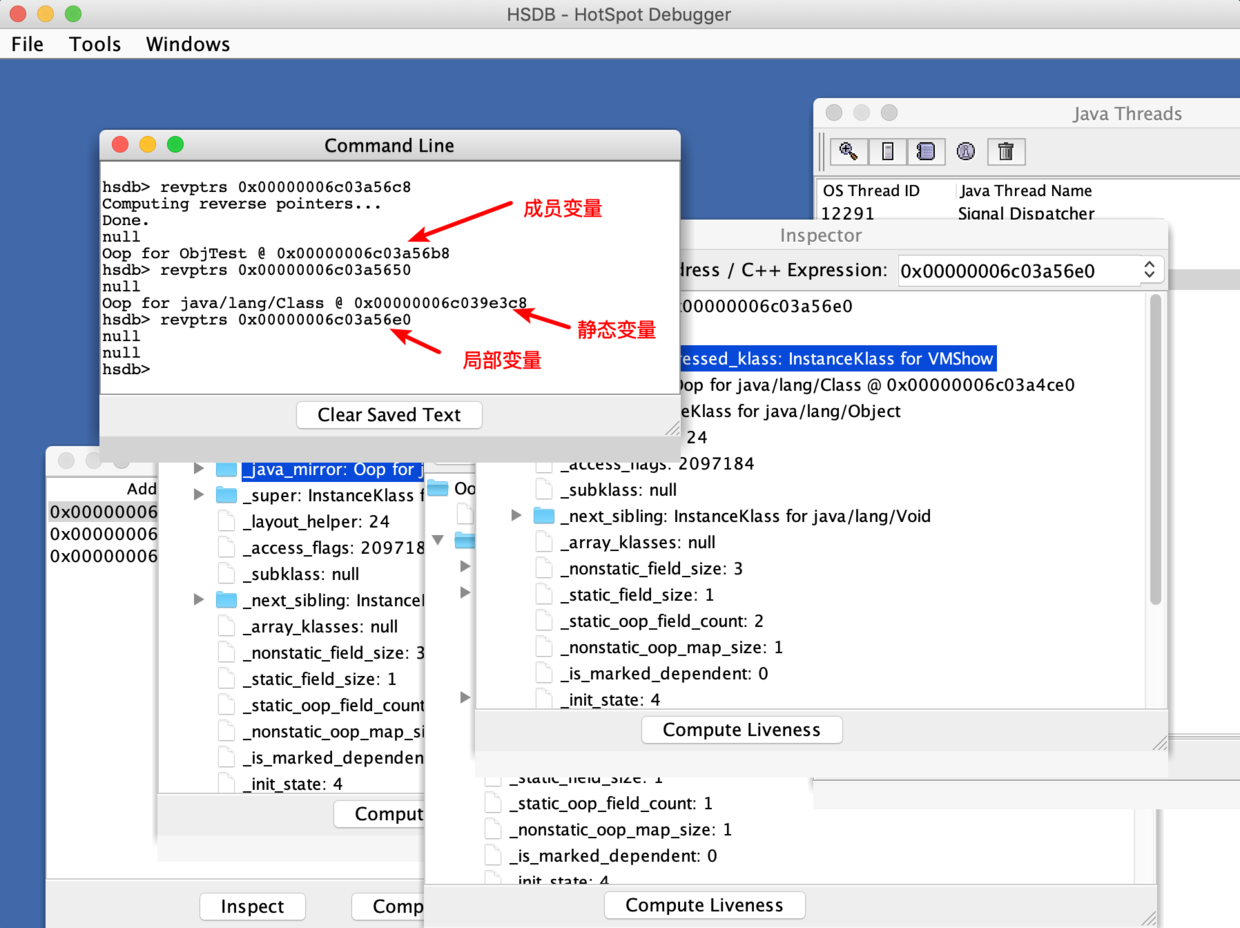 HSDB - HotSpot Debugger
File Tools Windows
Java Threads
OS Thread ID Java Thread Name
12291 Signal Dispatcher
Command Line
hsdb> revptrs 0x00000006c03a56c8
Computing reverse pointers...
Done.
null
Oop for ObjTest @ 0x00000006c03a56b8
hsdb> revptrs 0x00000006c03a5650
null
Oop for java/lang/Class @ 0x00000006c039e3c8
hsdb> revptrs 0x00000006c03a56e0
null
null
hsdb>
成员变量
静态变量
局部变量
Clear Saved Text
Inspector
/ C++ Expression: 0x00000006c03a56e0
00000006c03a56e0
InstanceKlass for VMShow
for java/lang/Class @ 0x00000006c03a4ce0
for java/lang/Object
24
_access_flags: 2097184
_subklass: null
_next_sibling: InstanceKlass for java/lang/Void
_array_klasses: null
_nonstatic_field_size: 3
_static_field_size: 1
_static_oop_field_count: 2
_nonstatic_oop_map_size: 1
_is_marked_dependent: 0
_init_state: 4
Compute Liveness
Add
0x00000006
0x00000006
0x00000006
Inspect
Comp
_java_mirror: Oop for j
_super: InstanceKlass f
_layout_helper: 24
_access_flags: 209718
_subklass: null
_next_sibling: Instance
_array_klasses: null
_nonstatic_field_size: 3
_static_field_size: 1
_static_oop_field_count
_nonstatic_oop_map_si
_is_marked_dependen
_init_state: 4
Comput
Oo
_static_field_size: 1
_static_oop_field_count: 1
_nonstatic_oop_map_size: 1
_is_marked_dependent: 0
_init_state: 4
Compute Liveness